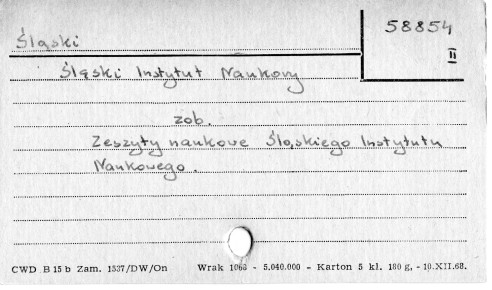 Śląski
58854
II
Śląski Instytut Naukowy
zob.
Zeszyty naukowe Śląskiego Instytutu
Naukowego.
CWD B 15 b Zam. 1337/DW/On Wrak 1068 - 5.040.000 - Karton 5 kl. 180 g, - 10.XII.68.